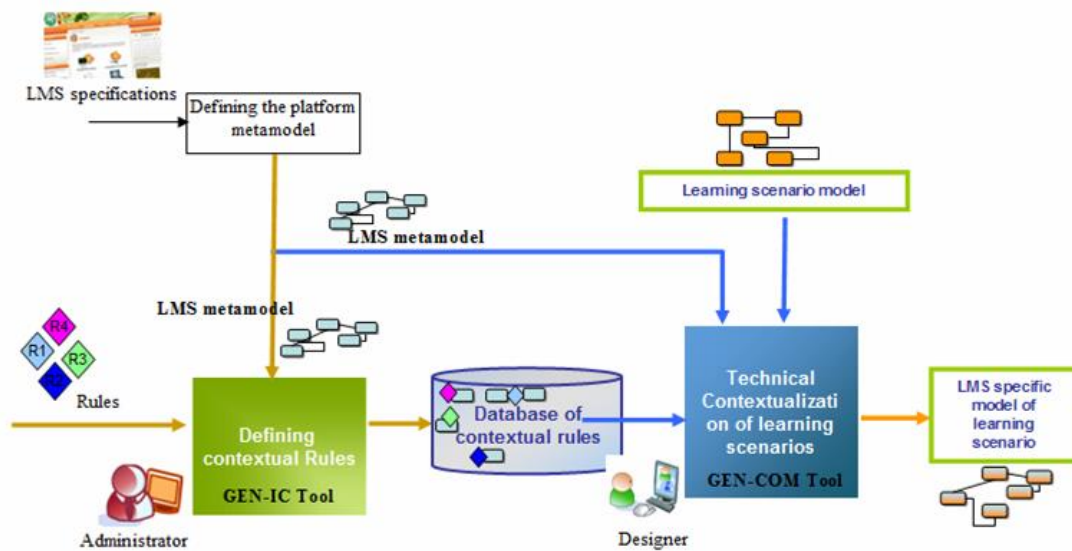 LMS specifications
Defining the platform
metamodel
Learning scenario model
LMS metamodel
LMS metamodel
R4
R1
R3
R2
Rules
Defining
contextual Rules
GEN-IC Tool
Administrator
Database of
contextual rules
Technical
Contextualizati
on of learning
scenarios
GEN-COM Tool
Designer
LMS specific
model of
learning
scenario